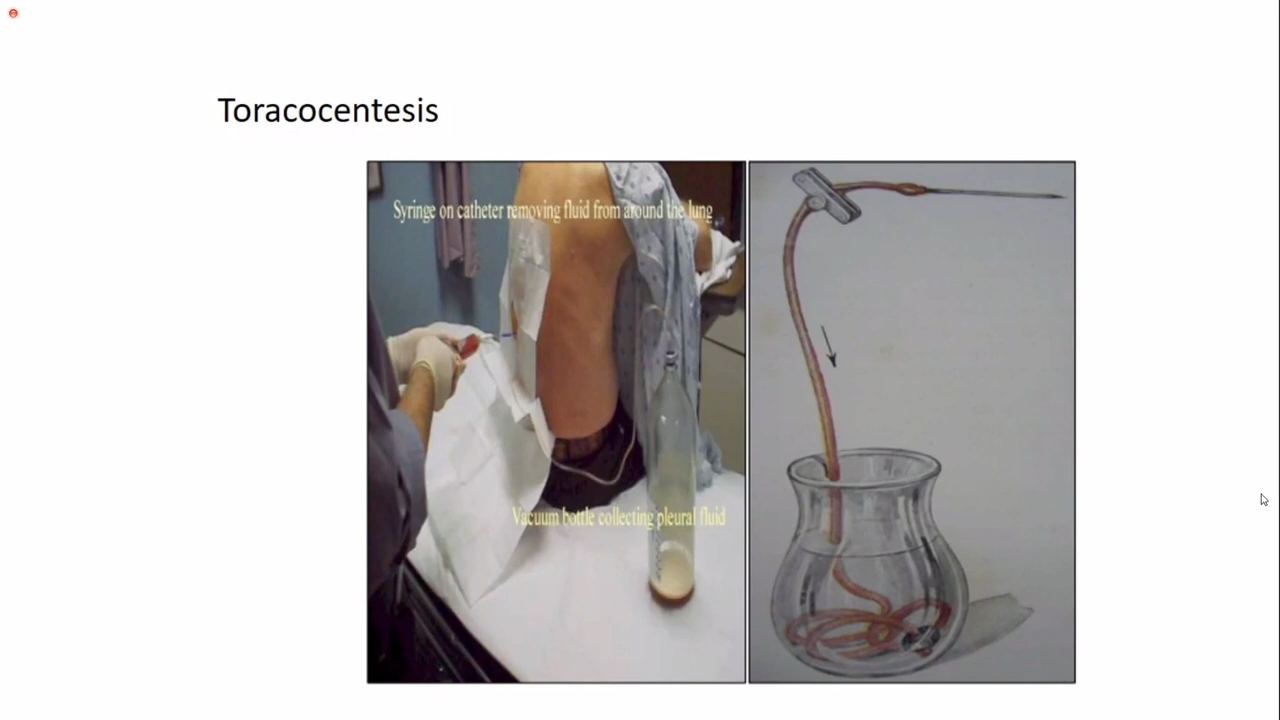 Toracocentesis
Syringe on catheter removing fluid from around the lung
Vacuum bottle collecting pleural fluid